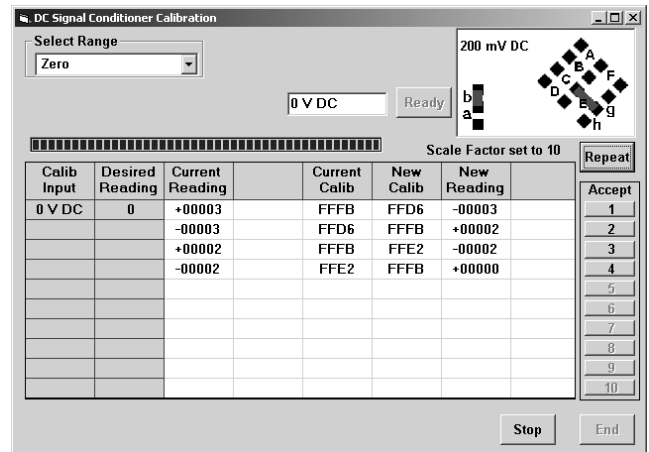 DC Signal Conditioner Calibration
Select Range
Zero
200 mV DC
A
B
F
C
D
E
g
h
b
a
0 V DC
Ready
Scale Factor set to 10
Repeat
Calib Input Desired Reading Current Reading Current Calib New Calib New Reading
Accept
0 V DC 0 +00003 FFFB FFD6 -00003 1
-00003 FFD6 FFFB +00002 2
+00002 FFFB FFE2 -00002 3
-00002 FFE2 FFFB +00000 4
5
6
7
8
9
10
Stop
End